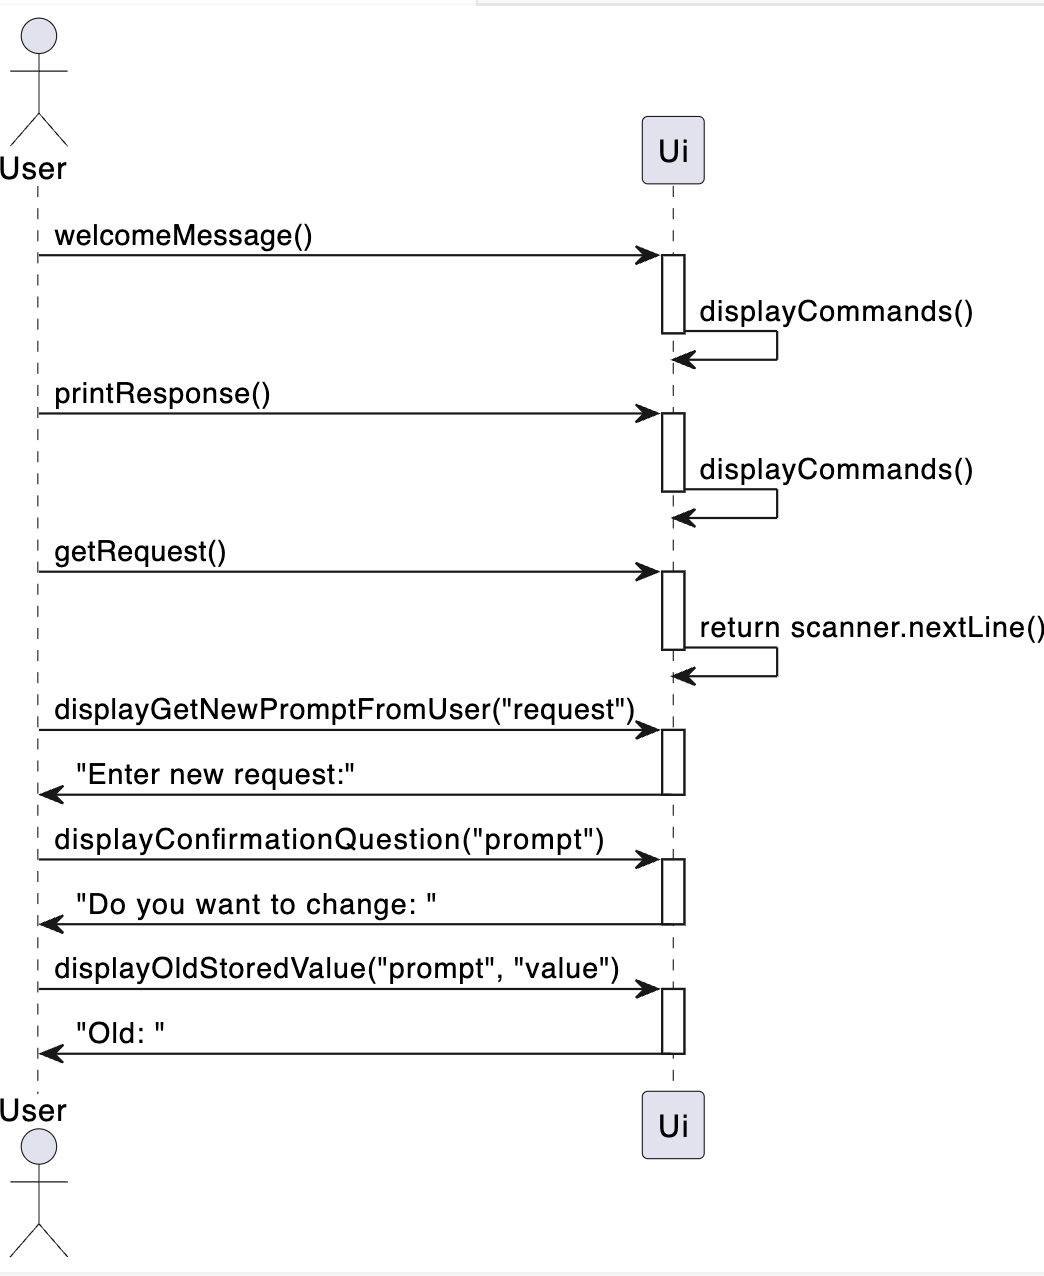 User
Ui
welcomeMessage()
displayCommands()
printResponse()
displayCommands()
getRequest()
return scanner.nextLine()
displayGetNewPromptFromUser("request")
"Enter new request:"
displayConfirmationQuestion("prompt")
"Do you want to change: "
displayOldStoredValue("prompt", "value")
"Old: "
User
Ui